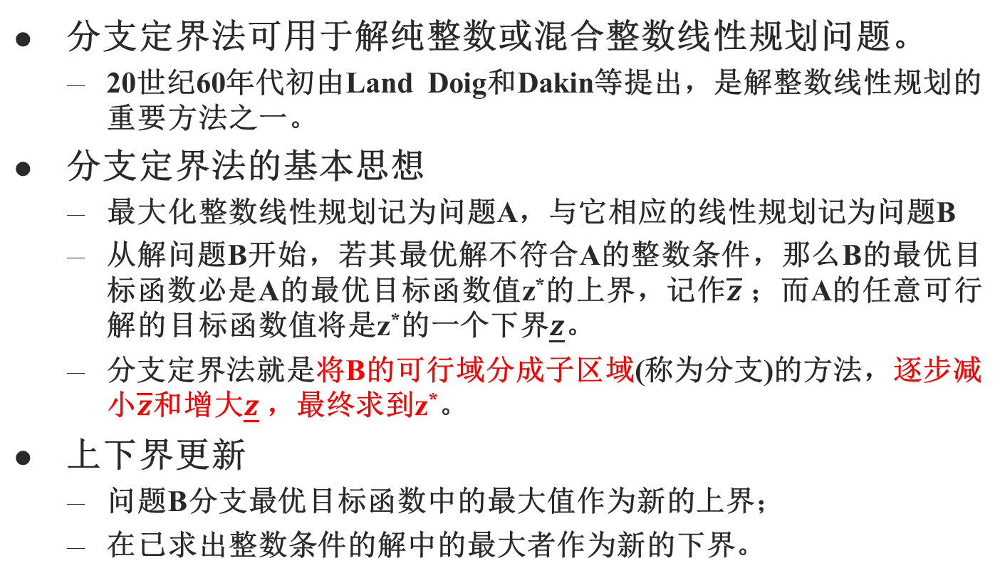 ● 分支定界法可用于解纯整数或混合整数线性规划问题。
– 20世纪60年代初由Land Doig和Dakin等提出，是解整数线性规划的
重要方法之一。
● 分支定界法的基本思想
– 最大化整数线性规划记为问题A，与它相应的线性规划记为问题B
– 从解问题B开始，若其最优解不符合A的整数条件，那么B的最优目
标函数必是A的最优目标函数值z*的上界，记作z̅；而A的任意可行
解的目标函数值将是z*的一个下界z̲。
– 分支定界法就是将B的可行域分成子区域(称为分支)的方法，逐步减
小z̅和增大z̲，最终求到z*。
● 上下界更新
– 问题B分支最优目标函数中的最大值作为新的上界；
– 在已求出整数条件的解中的最大者作为新的下界。